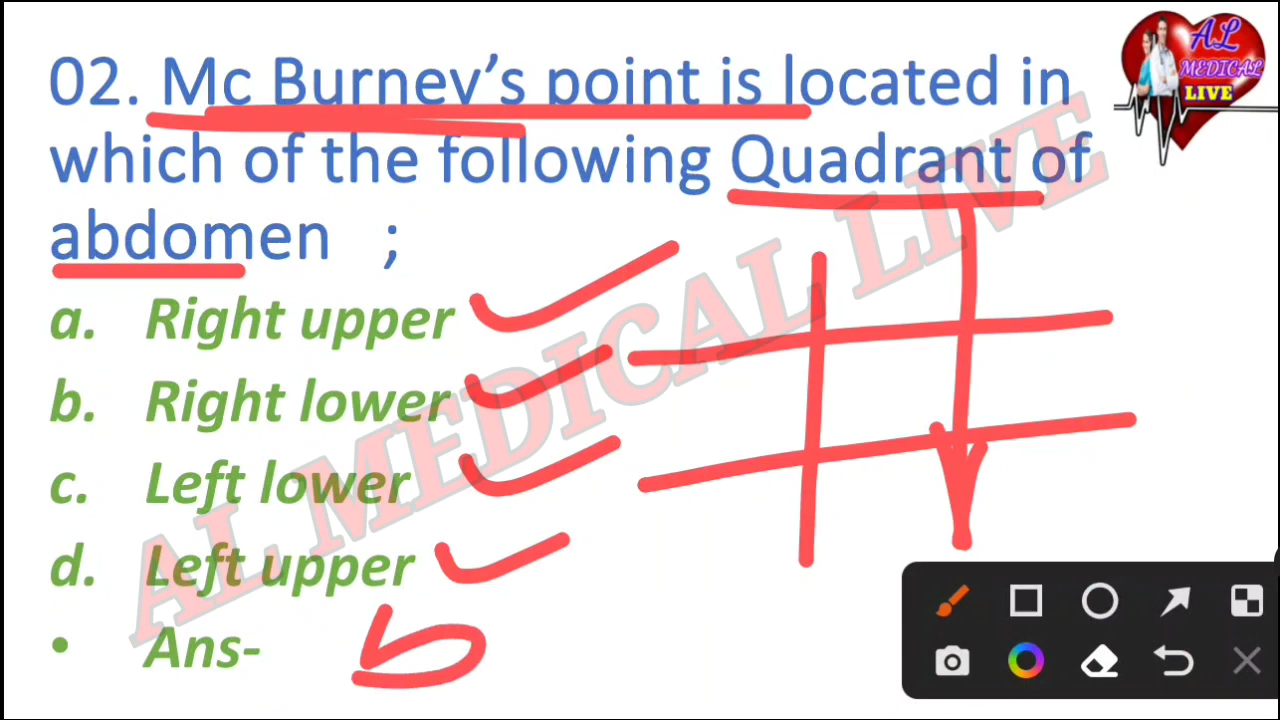 02. Mc Burney's point is located in
which of the following Quadrant of
abdomen ;
a. Right upper
b. Right lower
c. Left lower
d. Left upper
• Ans- b
AL MEDICAL LIVE
AL
MEDICAL
LIVE